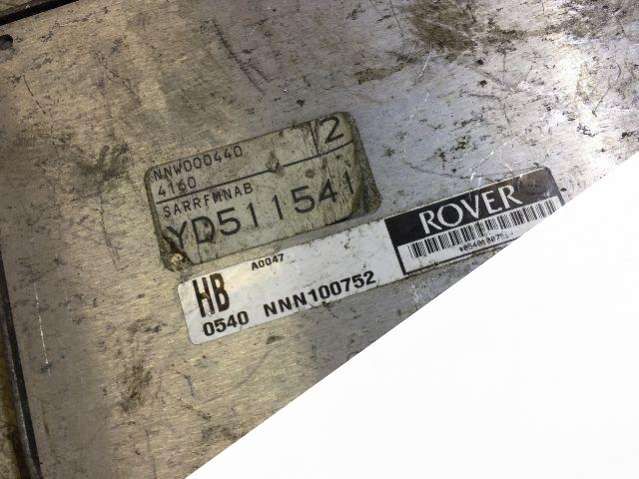 NNW000440
2
4160
SARRFWNAB
YD511541
ROVER
HB
A0047
0540 NNN100752